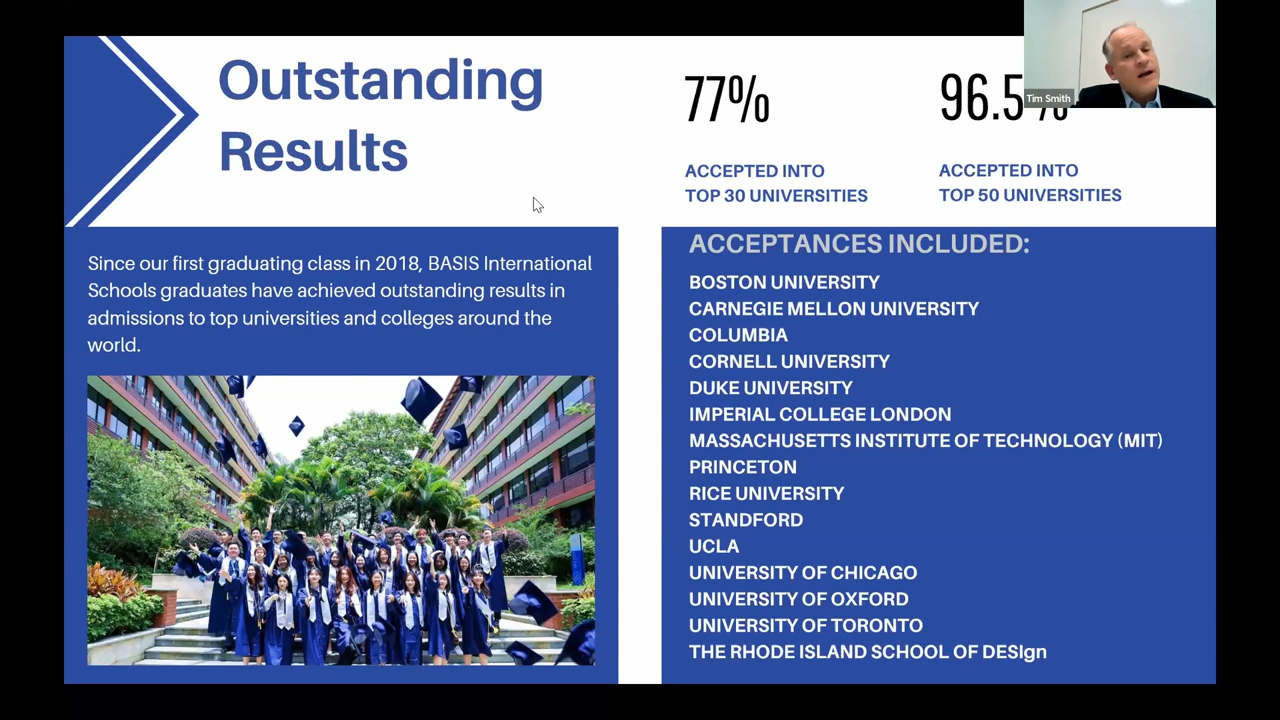 Outstanding
Results
77%
ACCEPTED INTO
TOP 30 UNIVERSITIES
96.5%
ACCEPTED INTO
TOP 50 UNIVERSITIES
Tim Smith
Since our first graduating class in 2018, BASIS International
Schools graduates have achieved outstanding results in
admissions to top universities and colleges around the
world.
ACCEPTANCES INCLUDED:
BOSTON UNIVERSITY
CARNEGIE MELLON UNIVERSITY
COLUMBIA
CORNELL UNIVERSITY
DUKE UNIVERSITY
IMPERIAL COLLEGE LONDON
MASSACHUSETTS INSTITUTE OF TECHNOLOGY (MIT)
PRINCETON
RICE UNIVERSITY
STANDFORD
UCLA
UNIVERSITY OF CHICAGO
UNIVERSITY OF OXFORD
UNIVERSITY OF TORONTO
THE RHODE ISLAND SCHOOL OF DESIgn